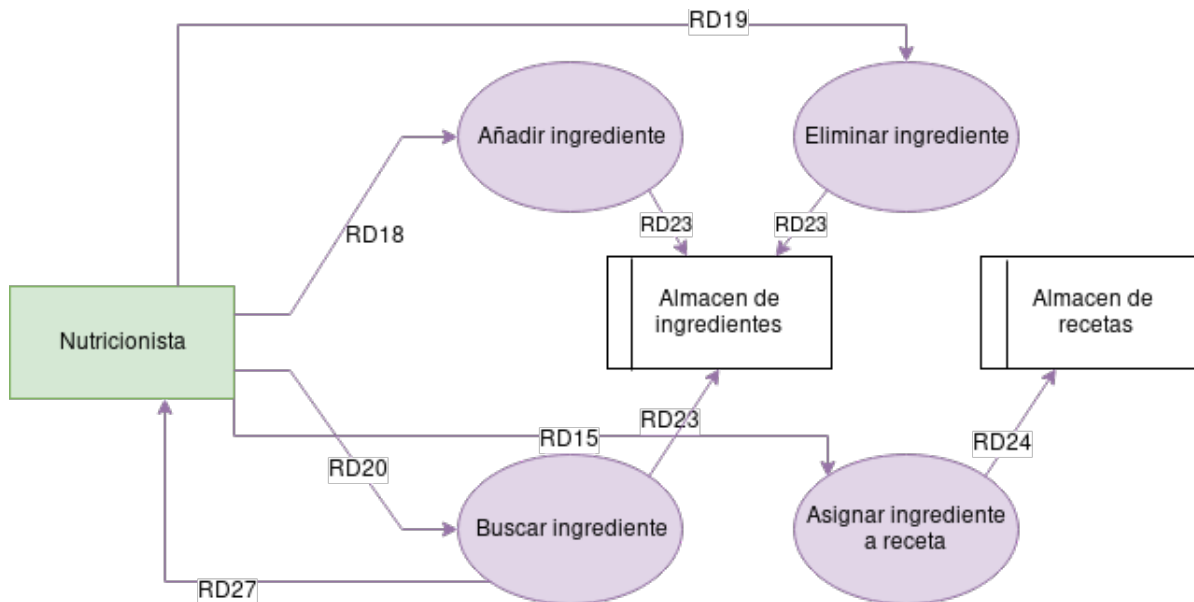 RD19
Añadir ingrediente
Eliminar ingrediente
RD18
RD23
RD23
Nutricionista
Almacen de
ingredientes
Almacen de
recetas
RD23
RD15
RD24
RD20
Buscar ingrediente
Asignar ingrediente
a receta
RD27